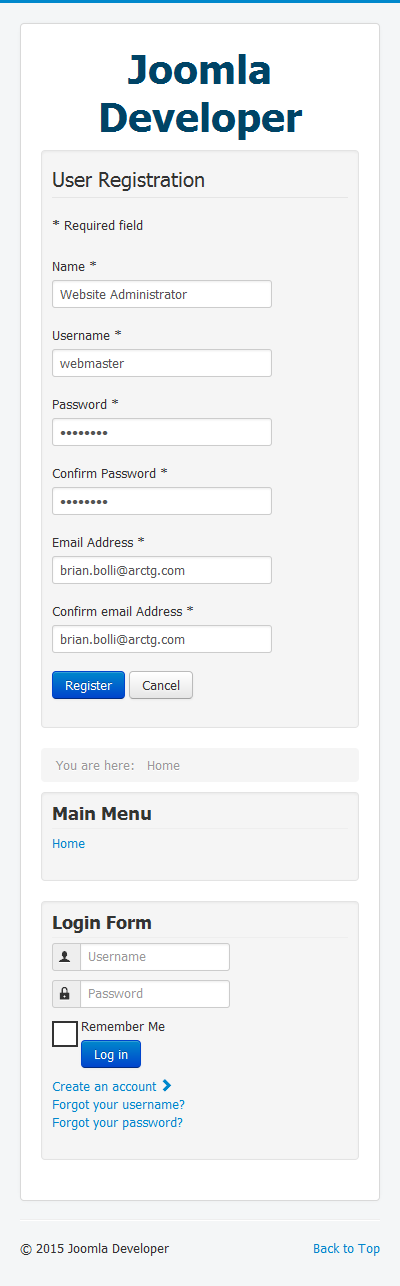 Joomla
Developer
User Registration
* Required field
Name *
Website Administrator
Username *
webmaster
Password *
••••••••
Confirm Password *
••••••••
Email Address *
brian.bolli@arctg.com
Confirm email Address *
brian.bolli@arctg.com
Register Cancel
You are here: Home
Main Menu
Home
Login Form
Username
Password
Remember Me
Log in
Create an account
Forgot your username?
Forgot your password?
© 2015 Joomla Developer Back to Top